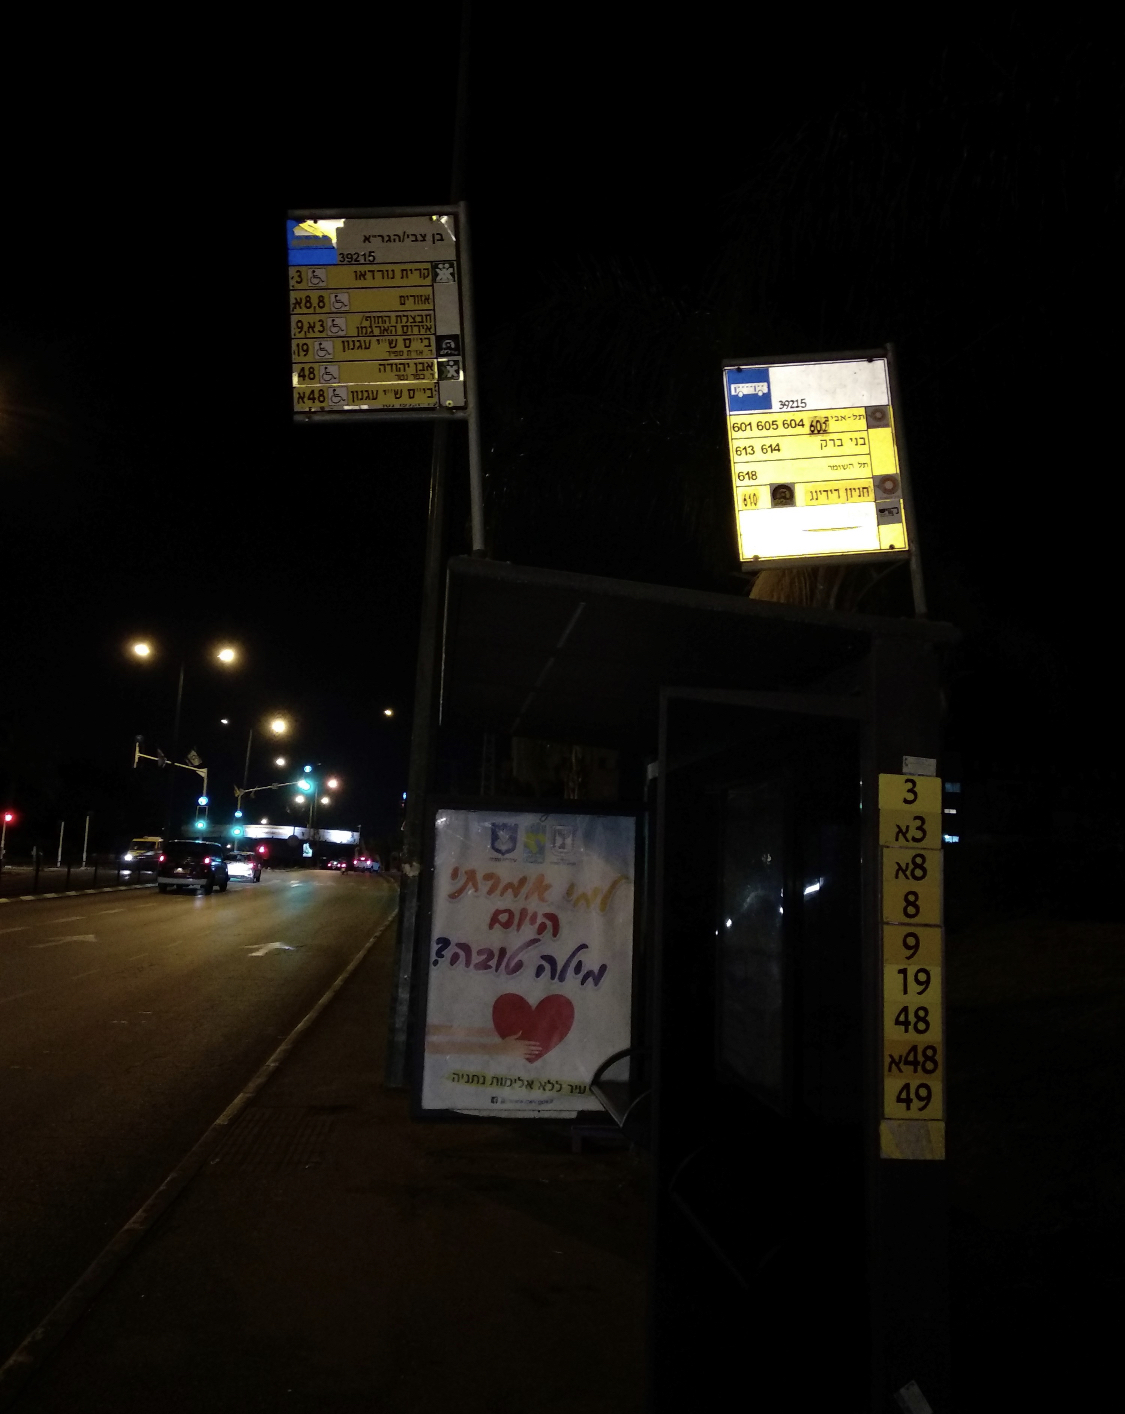 בן צבי/הגר"א
39215
קרית נורדאו 3,
אזורים 8,8א
חבצלת החוף/
אירוס הארגמן 3א,9,
בי"ס ש"י עגנון 19
אבן יהודה 48
בי"ס ש"י עגנון 48א
39215
תל-אביב 602 604 605 601
בני ברק 614 613
תל השומר 618
חניון רידינג 610
למי אמרתי
היום
מילה טובה?
עיר ללא אלימות נתניה
3
3א
8א
8
9
19
48
48א
49